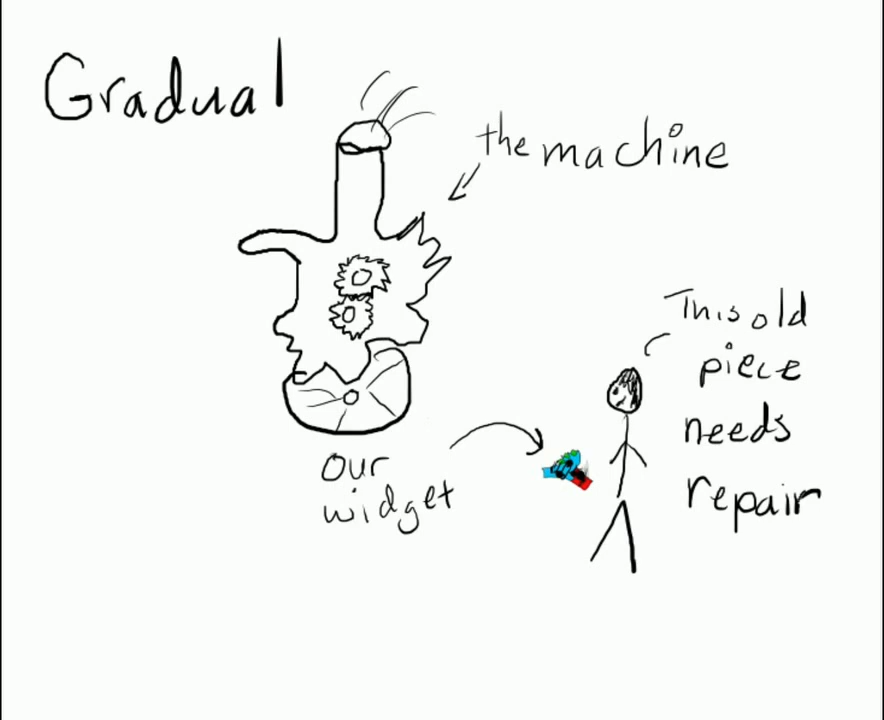 Gradual
the machine
This old
piece
needs
repair
our
widget